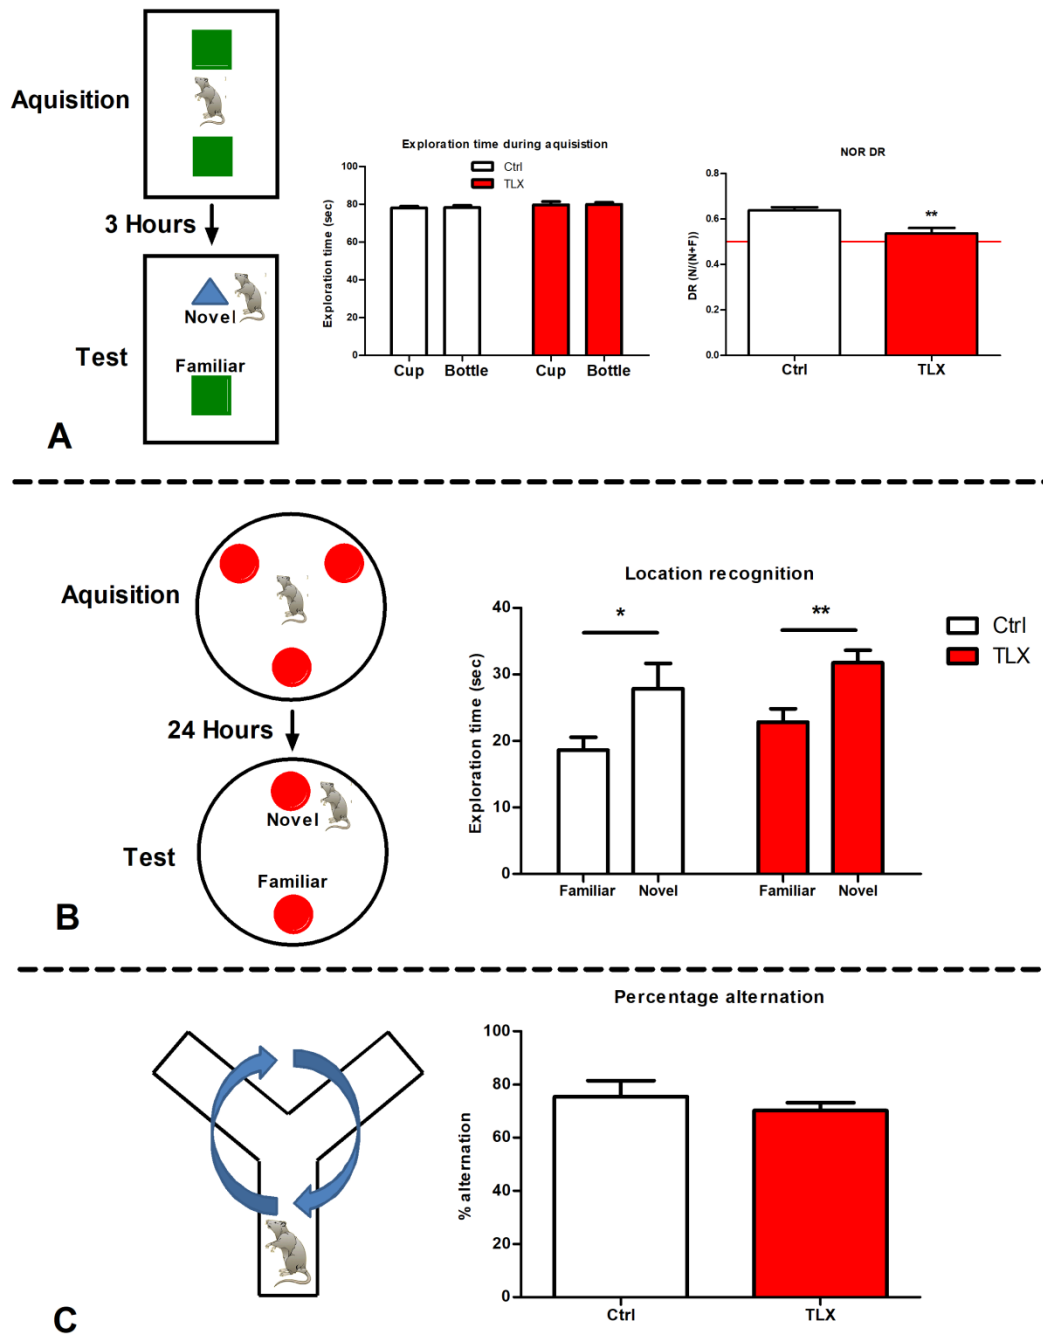 Aquisition
3 Hours
Novel
Test
Familiar
A
Exploration time during aquisistion
Ctrl
TLX
Exploration time (sec)
100
80
60
40
20
0
Cup Bottle Cup Bottle
NOR DR
DR (N/(N+F))
0.8
0.6
0.4
0.2
0.0
**
Ctrl TLX
Aquisition
24 Hours
Novel
Test
Familiar
B
Location recognition
Exploration time (sec)
40
30
20
10
0
*
**
Familiar Novel Familiar Novel
Ctrl
TLX
C
Percentage alternation
% alternation
100
80
60
40
20
0
Ctrl TLX